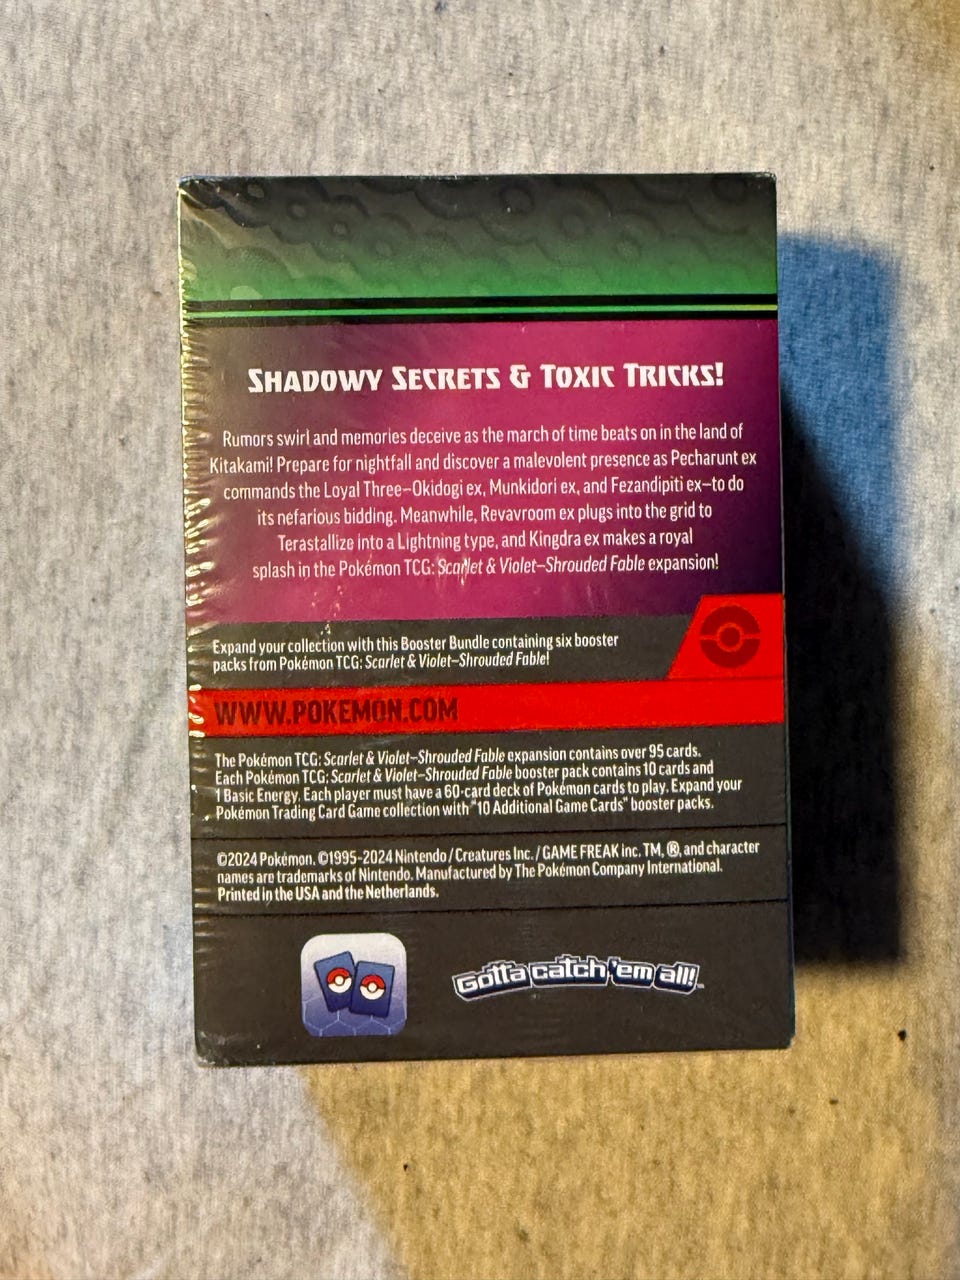 SHADOWY SECRETS & TOXIC TRICKS!
Rumors swirl and memories deceive as the march of time beats on in the land of
Kitakami! Prepare for nightfall and discover a malevolent presence as Pecharunt ex
commands the Loyal Three—Okidogi ex, Munkidori ex, and Fezandipiti ex—to do
its nefarious bidding. Meanwhile, Revavroom ex plugs into the grid to
Terastallize into a Lightning type, and Kingdra ex makes a royal
splash in the Pokémon TCG: Scarlet & Violet—Shrouded Fable expansion!
Expand your collection with this Booster Bundle containing six booster
packs from Pokémon TCG: Scarlet & Violet—Shrouded Fable!
WWW.POKEMON.COM
The Pokémon TCG: Scarlet & Violet—Shrouded Fable expansion contains over 95 cards.
Each Pokémon TCG: Scarlet & Violet—Shrouded Fable booster pack contains 10 cards and
1 Basic Energy. Each player must have a 60-card deck of Pokémon cards to play. Expand your
Pokémon Trading Card Game collection with "10 Additional Game Cards" booster packs.
©2024 Pokémon. ©1995-2024 Nintendo / Creatures Inc. / GAME FREAK inc. TM, ®, and character
names are trademarks of Nintendo. Manufactured by The Pokémon Company International.
Printed in the USA and the Netherlands.
Gotta catch 'em all!